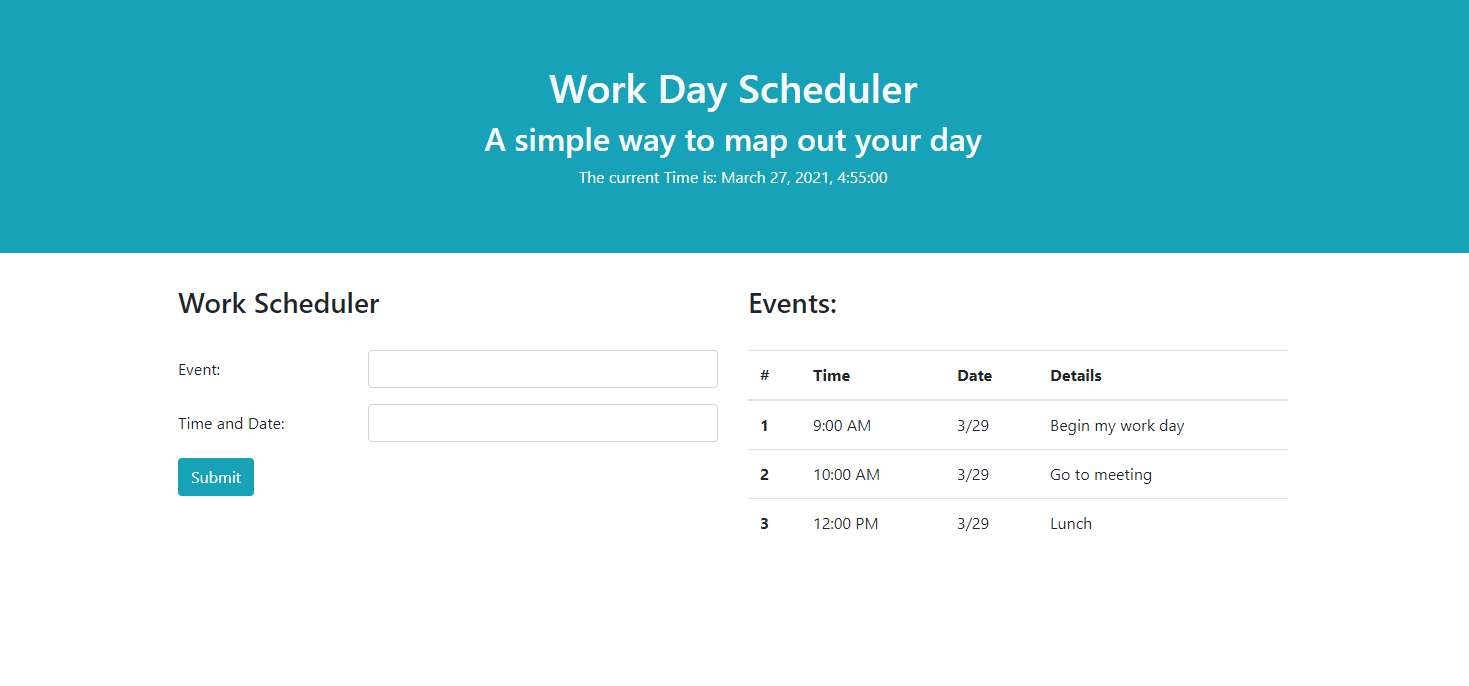 Work Day Scheduler
A simple way to map out your day
The current Time is: March 27, 2021, 4:55:00
Work Scheduler
Event:
Time and Date:
Submit
Events:
# Time Date Details
1 9:00 AM 3/29 Begin my work day
2 10:00 AM 3/29 Go to meeting
3 12:00 PM 3/29 Lunch